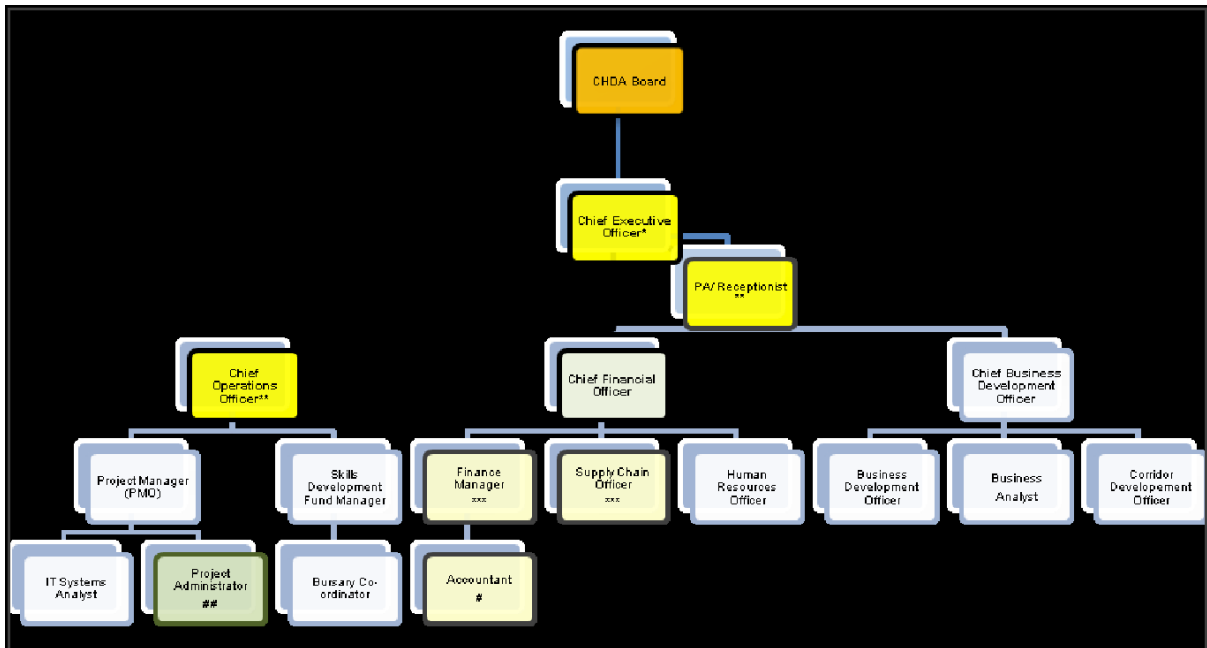 CHDA Board
Chief Executive
Officer*
PA/ Receptionist
**
Chief
Operations
Officer**
Chief Financial
Officer
Chief Business
Development
Officer
Project Manager
(PMO)
Skills
Development
Fund Manager
Finance
Manager
***
Supply Chain
Officer
***
Human
Resources
Officer
Business
Development
Officer
Business
Analyst
Corridor
Developement
Officer
IT Systems
Analyst
Project
Administrator
##
Bursary Co-
ordinator
Accountant
#